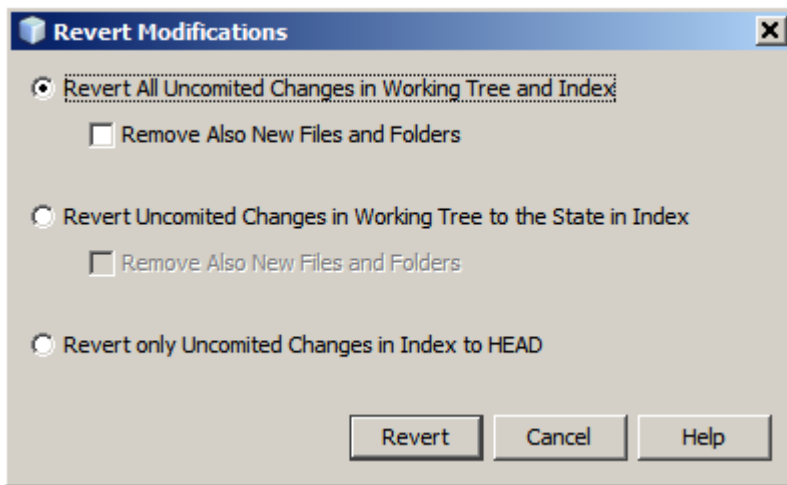 Revert Modifications
Revert All Uncomited Changes in Working Tree and Index
Remove Also New Files and Folders
Revert Uncomited Changes in Working Tree to the State in Index
Remove Also New Files and Folders
Revert only Uncomited Changes in Index to HEAD
Revert Cancel Help